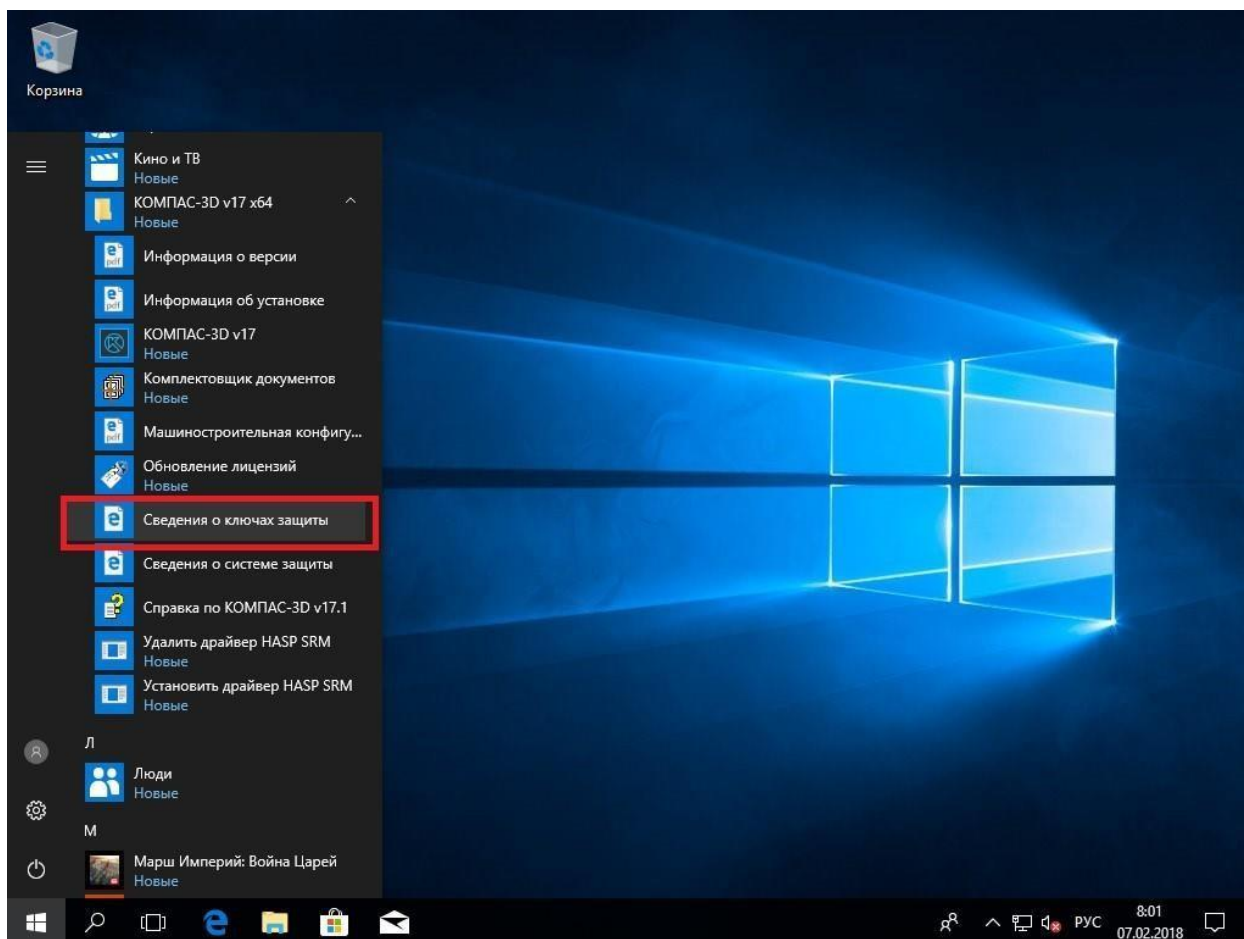 Корзина
Кино и ТВ
Новые
КОМПАС-3D v17 x64
Новые
Информация о версии
Информация об установке
КОМПАС-3D v17
Новые
Комплектовщик документов
Новые
Машиностроительная конфигу...
Обновление лицензий
Новые
Сведения о ключах защиты
Сведения о системе защиты
Справка по КОМПАС-3D v17.1
Удалить драйвер HASP SRM
Новые
Установить драйвер HASP SRM
Новые
Л
Люди
Новые
М
Марш Империй: Война Царей
Новые
РУС
8:01
07.02.2018